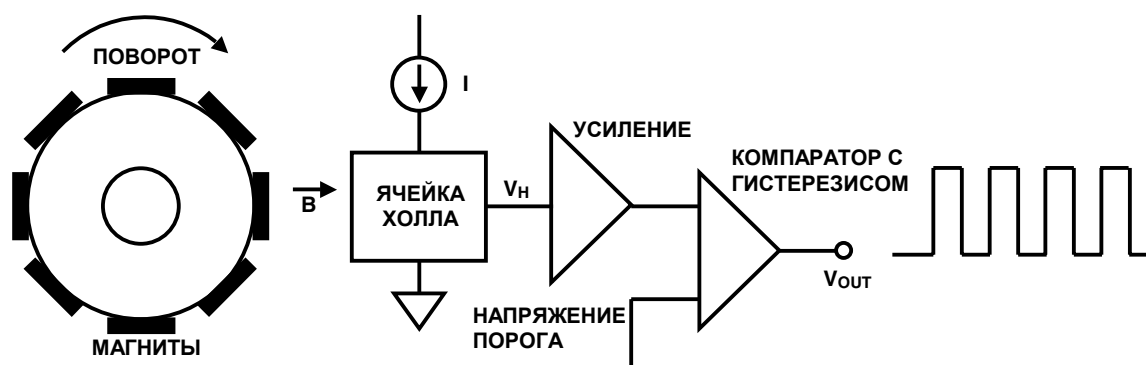 ПОВОРОТ
МАГНИТЫ
B
I
ЯЧЕЙКА
ХОЛЛА
VH
УСИЛЕНИЕ
НАПРЯЖЕНИЕ
ПОРОГА
КОМПАРАТОР С
ГИСТЕРЕЗИСОМ
VOUT